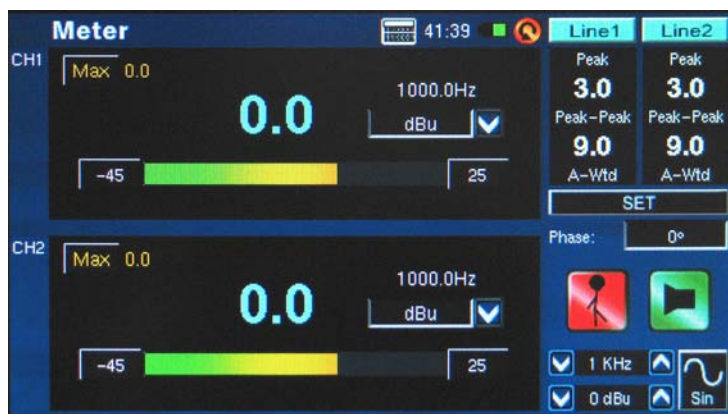 Meter
41:39
Line1
Line2
CH1
Max 0.0
0.0
1000.0Hz
dBu
-45
25
Peak
3.0
Peak-Peak
9.0
A-Wtd
Peak
3.0
Peak-Peak
9.0
A-Wtd
SET
Phase: 0º
CH2
Max 0.0
0.0
1000.0Hz
dBu
-45
25
1 KHz
0 dBu
Sin